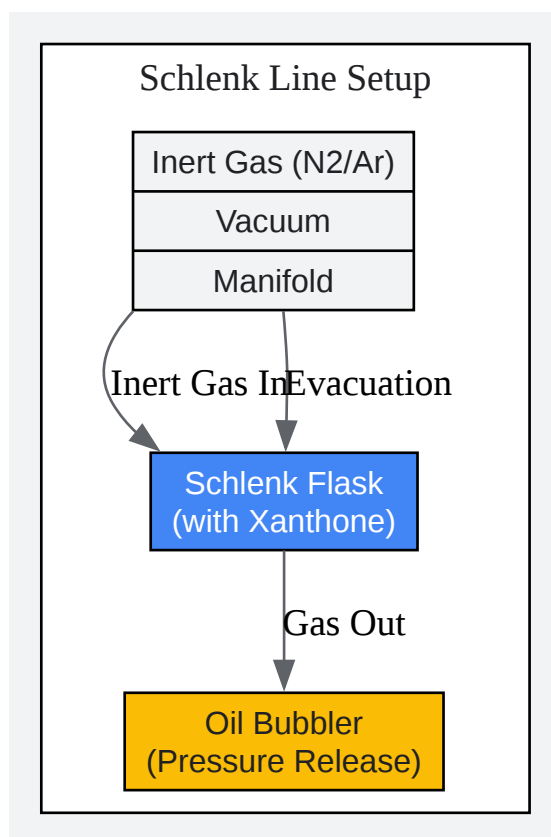 Schlenk Line Setup
Inert Gas (N2/Ar)
Vacuum
Manifold
Inert Gas In
Evacuation
Schlenk Flask
(with Xanthone)
Gas Out
Oil Bubbler
(Pressure Release)